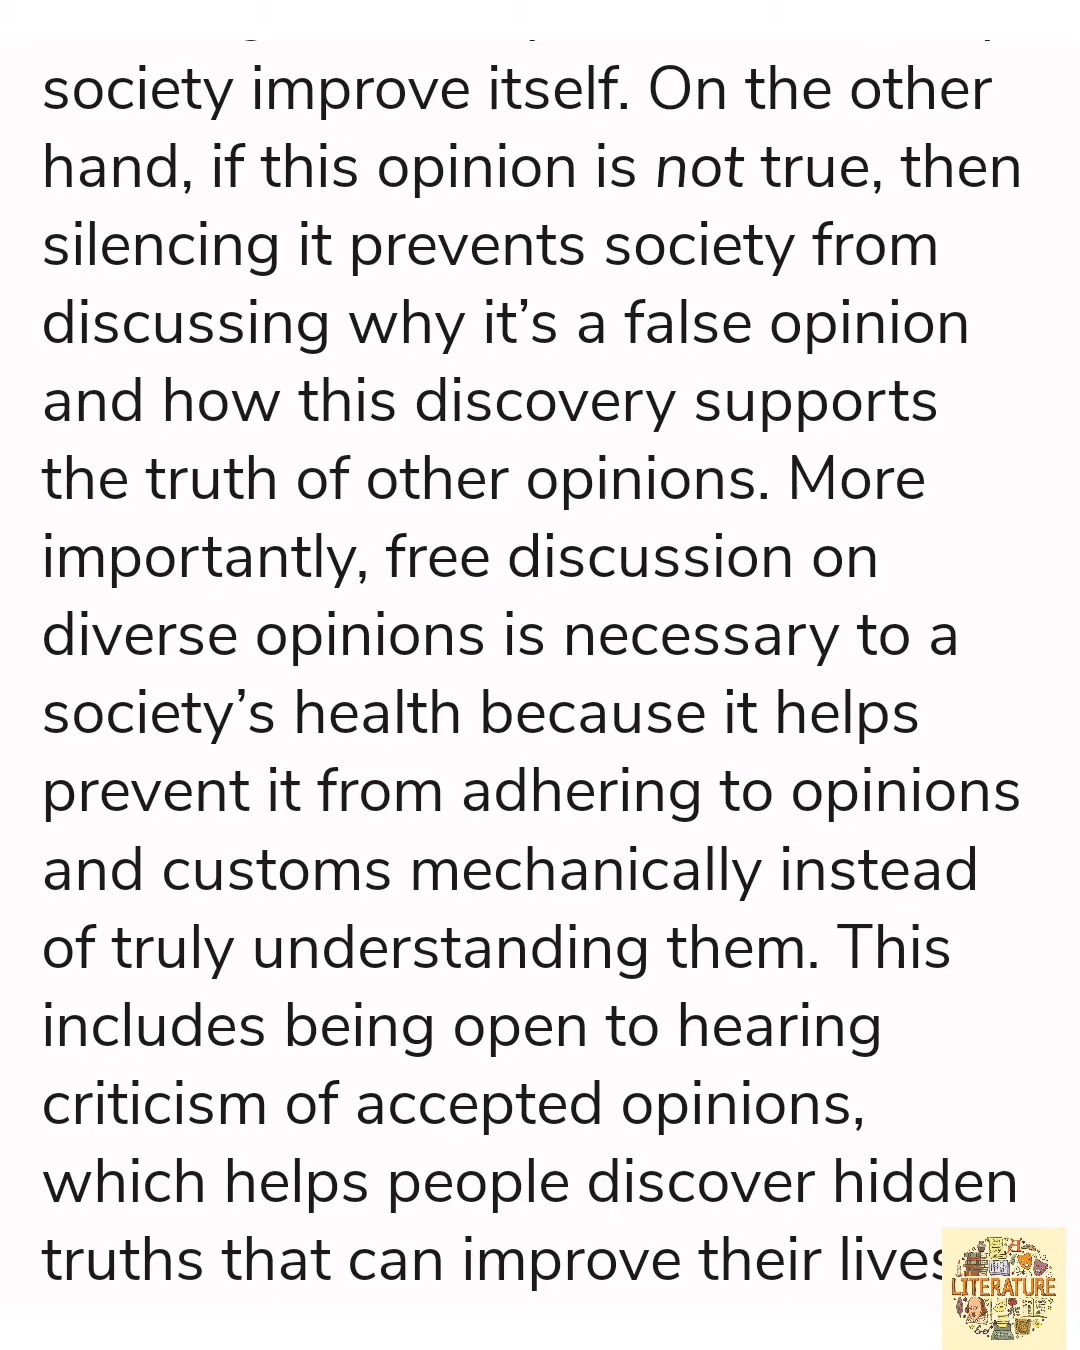 society improve itself. On the other
hand, if this opinion is not true, then
silencing it prevents society from
discussing why it’s a false opinion
and how this discovery supports
the truth of other opinions. More
importantly, free discussion on
diverse opinions is necessary to a
society’s health because it helps
prevent it from adhering to opinions
and customs mechanically instead
of truly understanding them. This
includes being open to hearing
criticism of accepted opinions,
which helps people discover hidden
truths that can improve their lives
LITERATURE